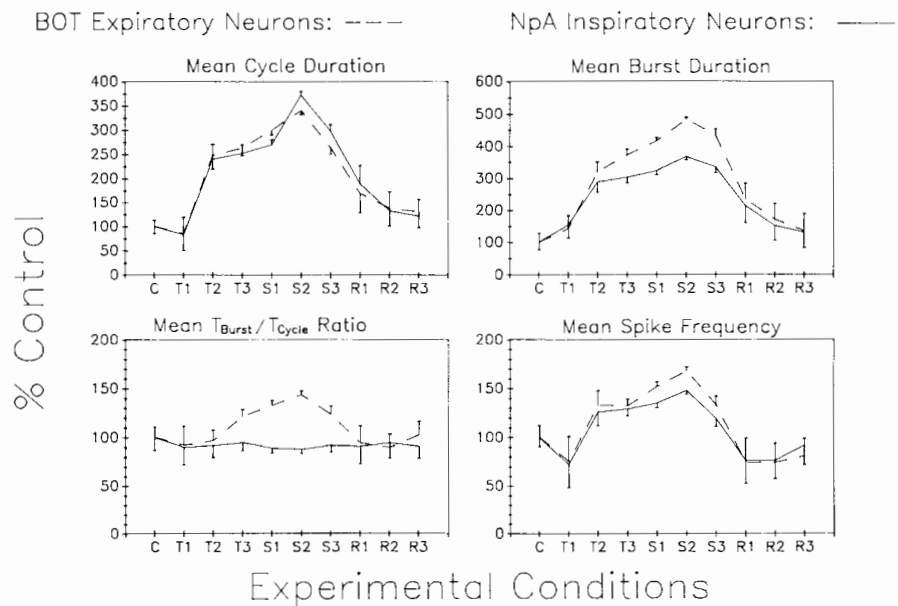 BOT Expiratory Neurons: NpA Inspiratory Neurons:
Mean Cycle Duration
400
350
300
250
200
150
100
50
0
C T1 T2 T3 S1 S2 S3 R1 R2 R3
Mean Burst Duration
600
500
400
300
200
100
0
C T1 T2 T3 S1 S2 S3 R1 R2 R3
% Control
Mean TBurst/TCycle Ratio
200
150
100
50
0
C T1 T2 T3 S1 S2 S3 R1 R2 R3
Mean Spike Frequency
200
150
100
50
0
C T1 T2 T3 S1 S2 S3 R1 R2 R3
Experimental Conditions